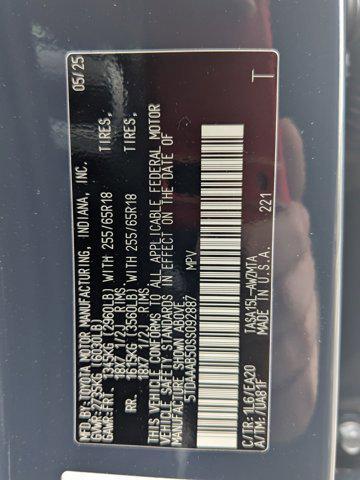 MFD. BY: TOYOTA MOTOR MANUFACTURING, INDIANA, INC. 05/25
GVWR: 2735KG (6030LB)
GAWR: FRT. 1345KG (2960LB) WITH 255/65R18 TIRES,
18X7 1/2J RIMS,
RR. 1615KG (3560LB) WITH 255/65R18 TIRES,
18X7 1/2J RIMS,
THIS VEHICLE CONFORMS TO ALL APPLICABLE FEDERAL MOTOR
VEHICLE SAFETY STANDARDS IN EFFECT ON THE DATE OF
MANUFACTURE SHOWN ABOVE.
5TDAAAB50SS092887 MPV
C/TR: 1L6/EA20 TASA15L-AWZMTA T
A/TM: /UA81F MADE IN U.S.A. 221